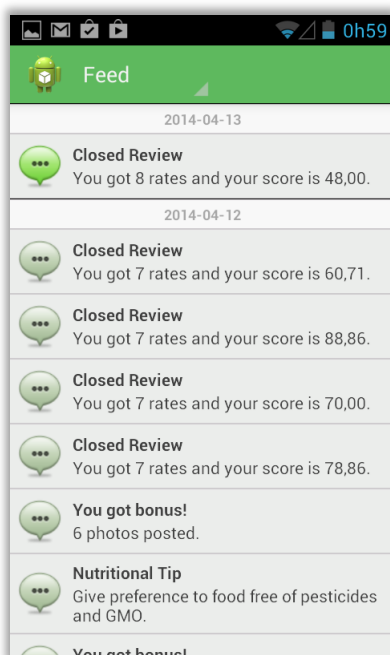 0h59
Feed
2014-04-13
Closed Review
You got 8 rates and your score is 48,00.
2014-04-12
Closed Review
You got 7 rates and your score is 60,71.
Closed Review
You got 7 rates and your score is 88,86.
Closed Review
You got 7 rates and your score is 70,00.
Closed Review
You got 7 rates and your score is 78,86.
You got bonus!
6 photos posted.
Nutritional Tip
Give preference to food free of pesticides
and GMO.
You got bonus!